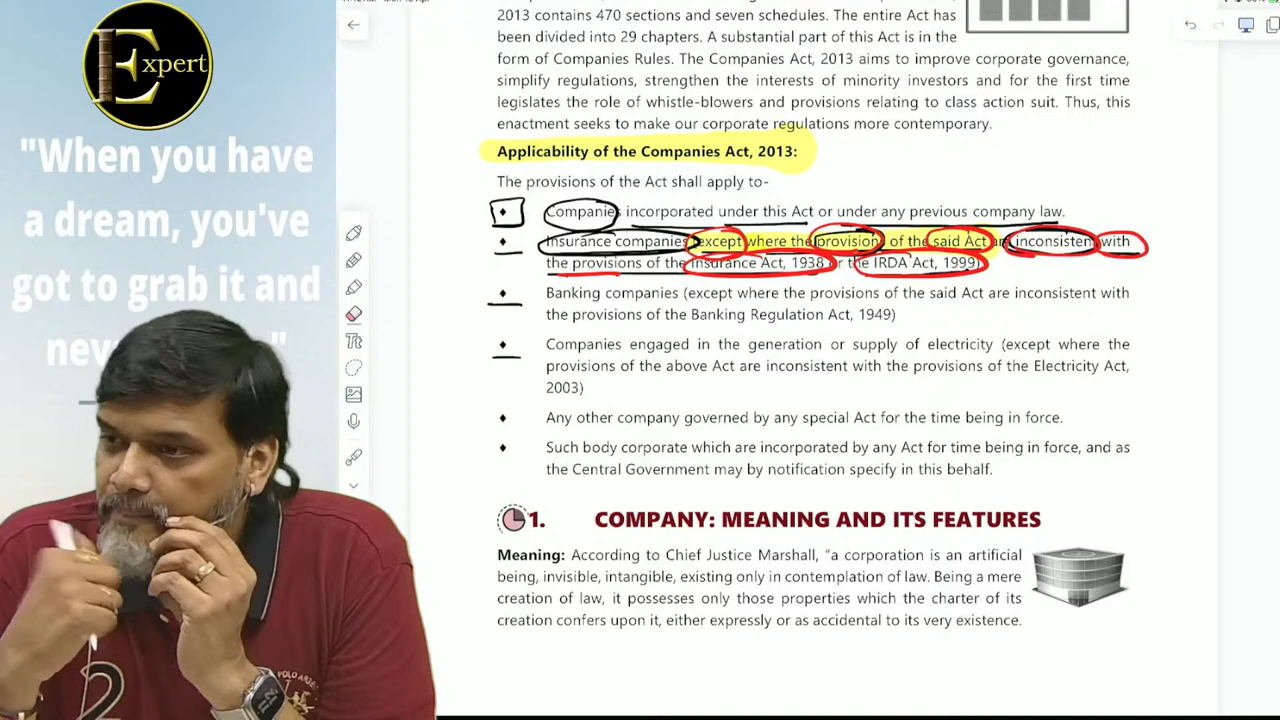 Expert
"When you have
a dream, you've
got to grab it and
2013 contains 470 sections and seven schedules. The entire Act has
been divided into 29 chapters. A substantial part of this Act is in the
form of Companies Rules. The Companies Act, 2013 aims to improve corporate governance,
simplify regulations, strengthen the interests of minority investors and for the first time
legislates the role of whistle-blowers and provisions relating to class action suit. Thus, this
enactment seeks to make our corporate regulations more contemporary.
Applicability of the Companies Act, 2013:
The provisions of the Act shall apply to-
♦ Companies incorporated under this Act or under any previous company law.
♦ Insurance companies (except where the provisions of the said Act are inconsistent with
the provisions of the Insurance Act, 1938 or the IRDA Act, 1999)
♦ Banking companies (except where the provisions of the said Act are inconsistent with
the provisions of the Banking Regulation Act, 1949)
♦ Companies engaged in the generation or supply of electricity (except where the
provisions of the above Act are inconsistent with the provisions of the Electricity Act,
2003)
♦ Any other company governed by any special Act for the time being in force.
♦ Such body corporate which are incorporated by any Act for time being in force, and as
the Central Government may by notification specify in this behalf.
1. COMPANY: MEANING AND ITS FEATURES
Meaning: According to Chief Justice Marshall, "a corporation is an artificial
being, invisible, intangible, existing only in contemplation of law. Being a mere
creation of law, it possesses only those properties which the charter of its
creation confers upon it, either expressly or as accidental to its very existence.
Tt
2